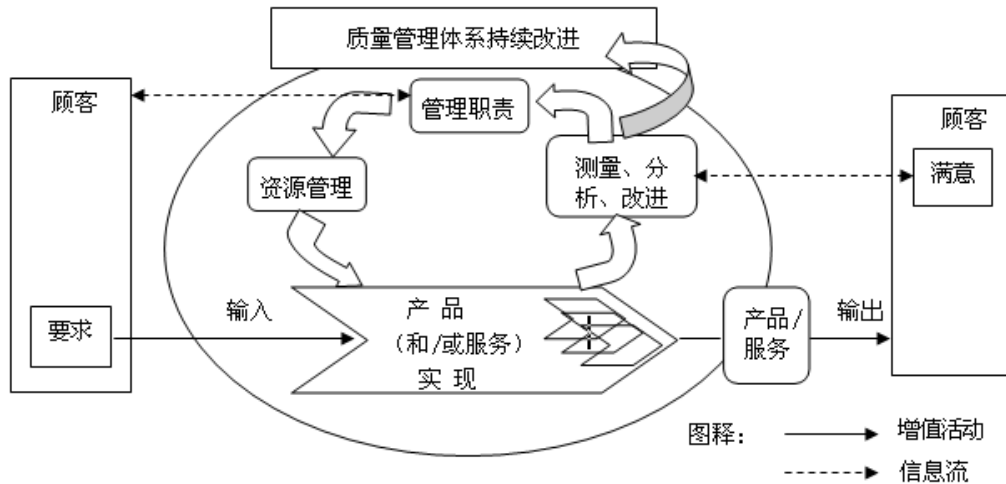 质量管理体系持续改进
顾客
管理职责
顾客
资源管理
测量、分
析、改进
满意
要求
输入
产 品
（和/或服务）
实 现
产品/
服务
输出
图释：
增值活动
信息流